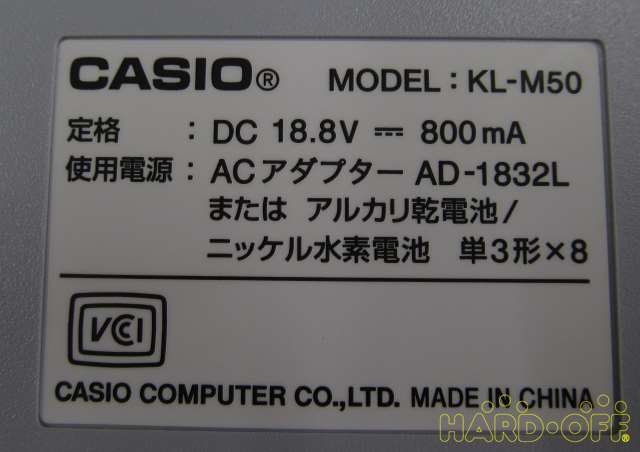 CASIO® MODEL : KL-M50
定格 : DC 18.8V ⎓ 800mA
使用電源 : ACアダプター AD-1832L
または アルカリ乾電池/
ニッケル水素電池 単3形×8
VCI
CASIO COMPUTER CO.,LTD. MADE IN CHINA
HARD・OFF